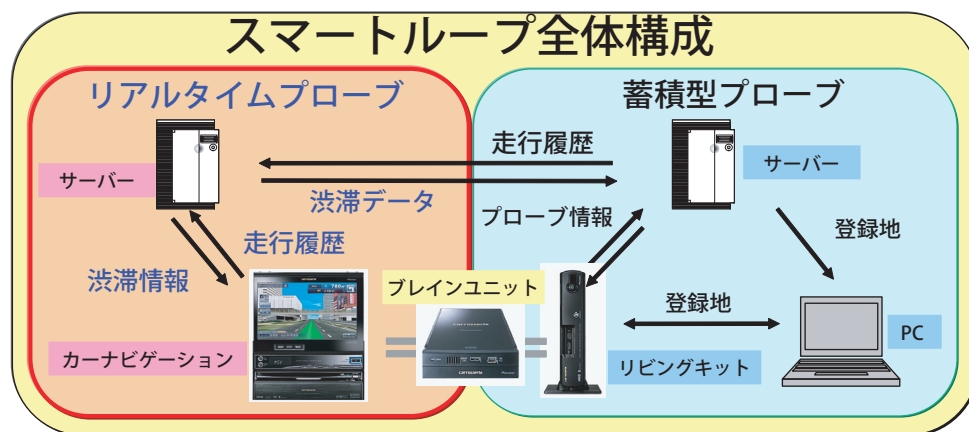 スマートループ全体構成
リアルタイムプローブ
蓄積型プローブ
走行履歴
サーバー
サーバー
渋滞データ
プローブ情報
走行履歴
登録地
渋滞情報
ブレインユニット
登録地
カーナビゲーション
リビングキット
PC